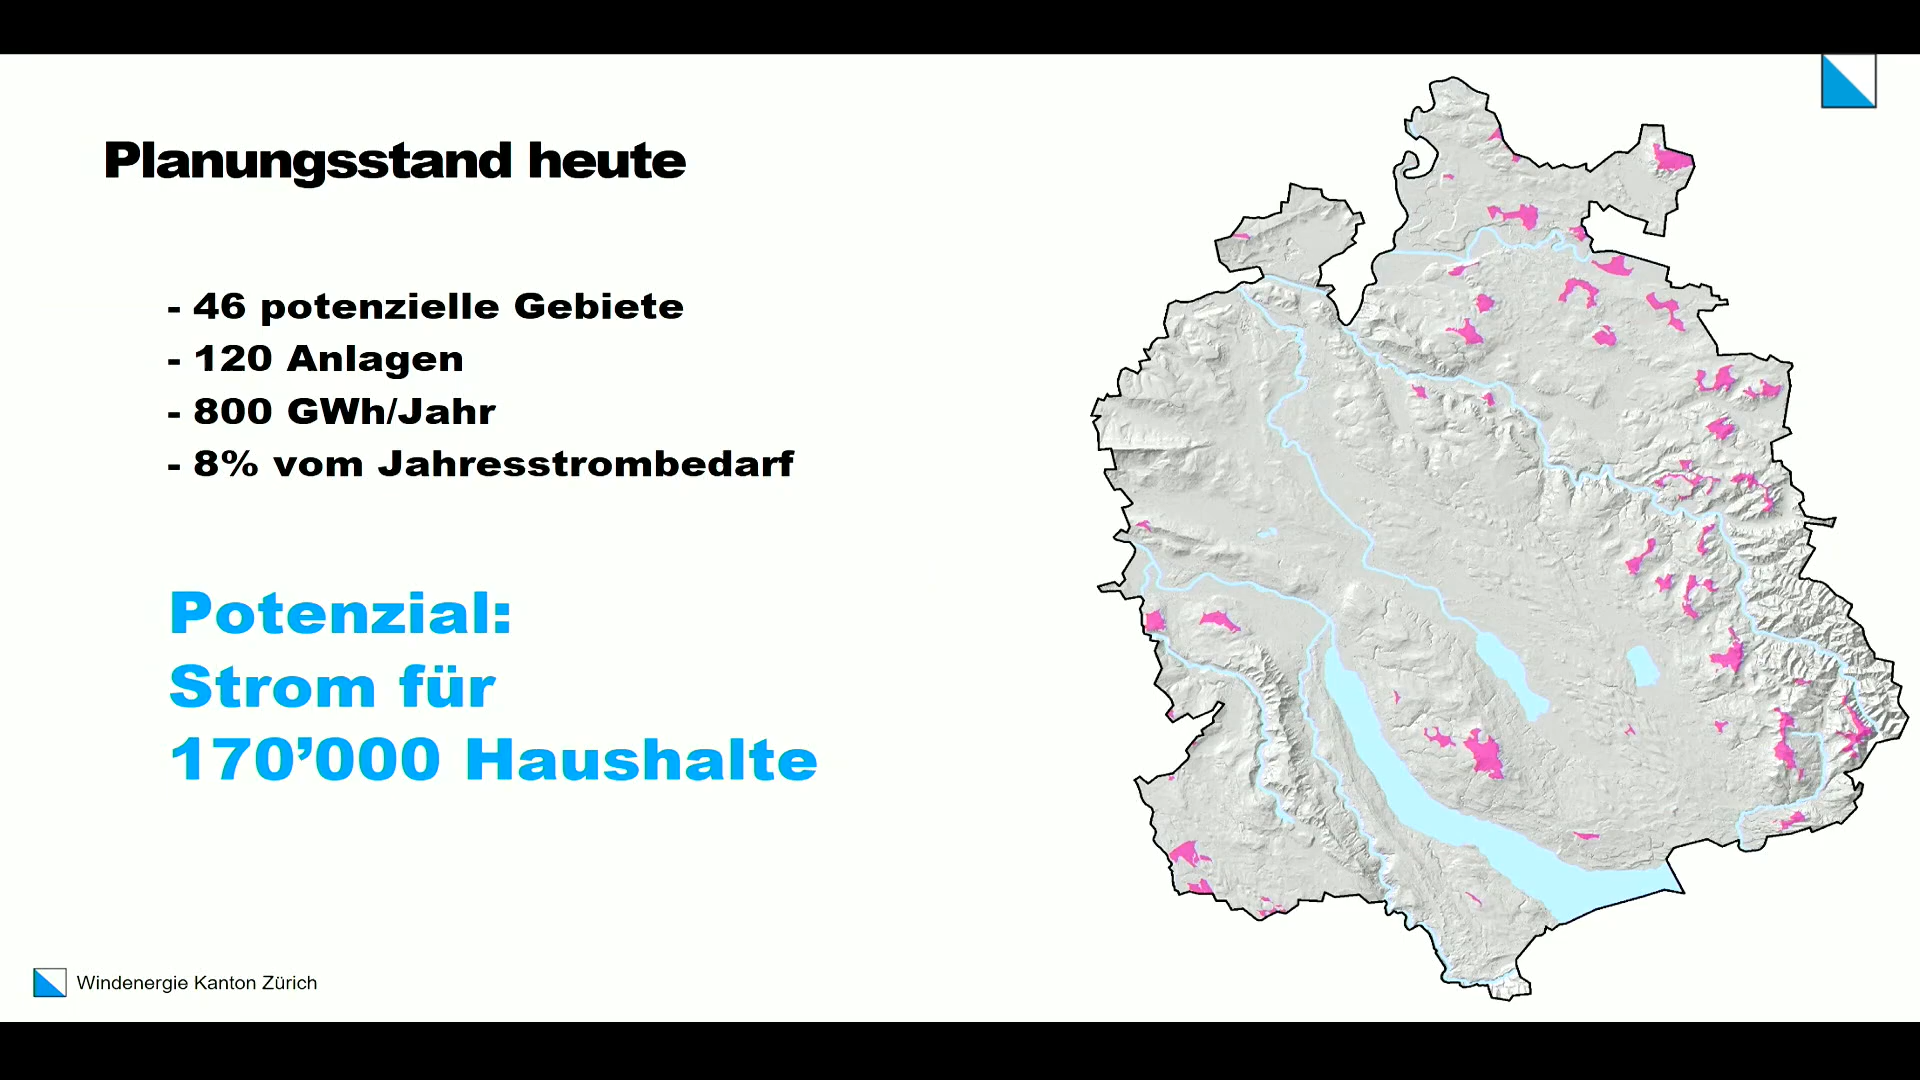 Planungsstand heute
- 46 potenzielle Gebiete
- 120 Anlagen
- 800 GWh/Jahr
- 8% vom Jahresstrombedarf
Potenzial:
Strom für
170’000 Haushalte
Windenergie Kanton Zürich